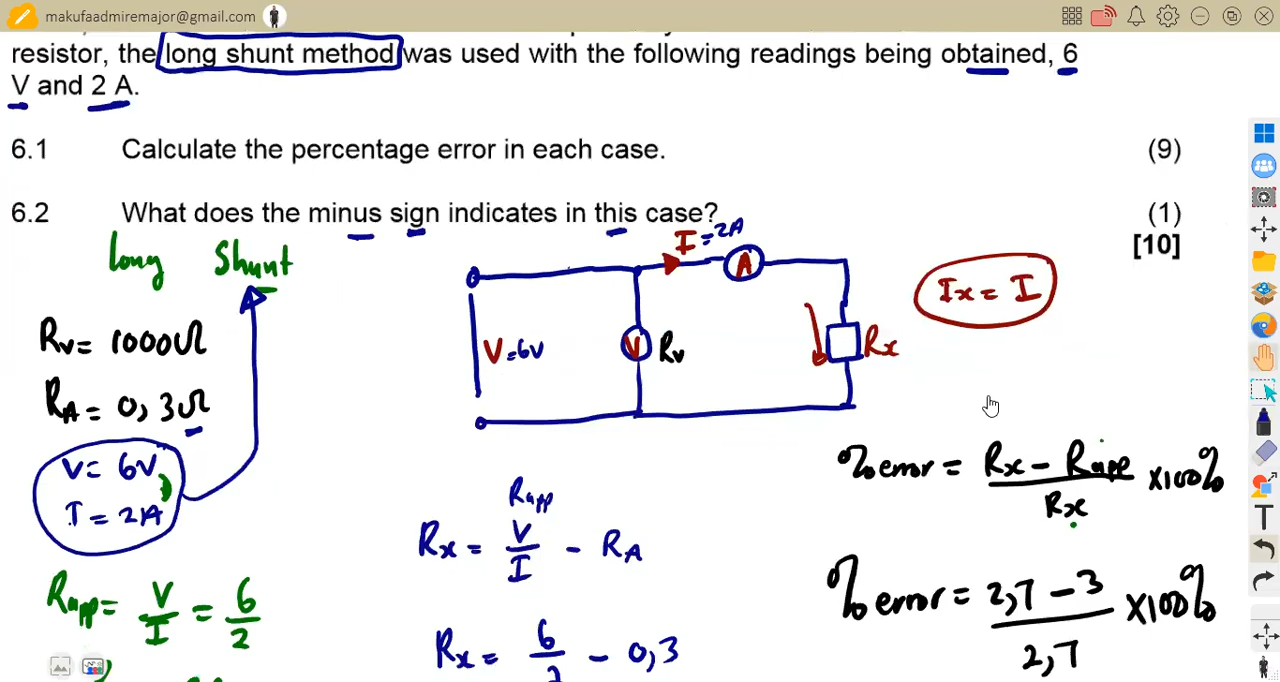 makufaadmiremajor@gmail.com
resistor, the long shunt method was used with the following readings being obtained, 6
V and 2 A.
6.1 Calculate the percentage error in each case. (9)
6.2 What does the minus sign indicates in this case? (1)
[10]
Long Shunt
I = 2A
A
Ix = I
Rv = 1000Ω
V = 6V
V
Rv
Rx
RA = 0,3Ω
V = 6V
I = 2A
% error = Rx - Rapp / Rx × 100%
Rapp
Rx = V / I - RA
Rapp = V / I = 6 / 2
% error = 2,7 - 3 / 2,7 × 100%
Rx = 6 / 2 - 0,3
T